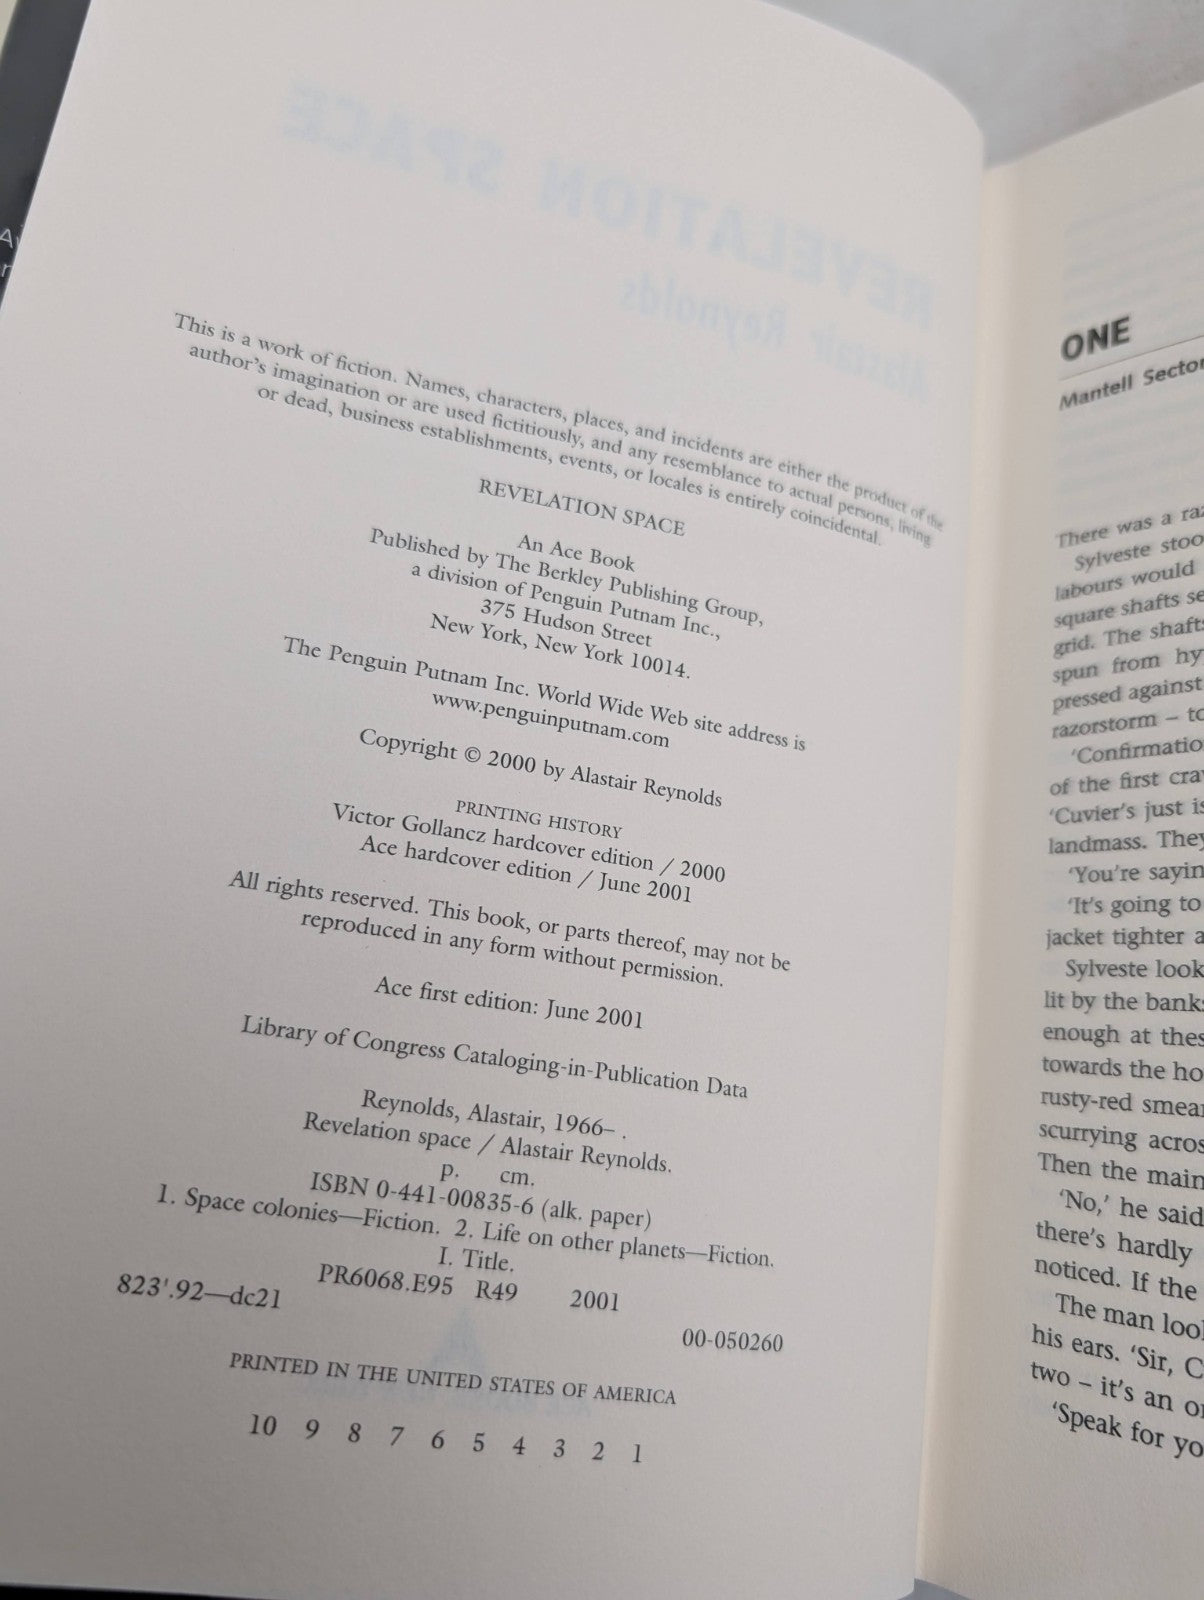 REVELATION SPACE
Alastair Reynolds
This is a work of fiction. Names, characters, places, and incidents are either the product of the
author's imagination or are used fictitiously, and any resemblance to actual persons, living
or dead, business establishments, events, or locales is entirely coincidental.
REVELATION SPACE
An Ace Book
Published by The Berkley Publishing Group,
a division of Penguin Putnam Inc.,
375 Hudson Street
New York, New York 10014.
The Penguin Putnam Inc. World Wide Web site address is
www.penguinputnam.com
Copyright © 2000 by Alastair Reynolds
PRINTING HISTORY
Victor Gollancz hardcover edition / 2000
Ace hardcover edition / June 2001
All rights reserved. This book, or parts thereof, may not be
reproduced in any form without permission.
Ace first edition: June 2001
Library of Congress Cataloging-in-Publication Data
Reynolds, Alastair, 1966– .
Revelation space / Alastair Reynolds.
p. cm.
ISBN 0-441-00835-6 (alk. paper)
1. Space colonies—Fiction. 2. Life on other planets—Fiction.
I. Title.
PR6068.E95 R49 2001
823'.92—dc21
00-050260
PRINTED IN THE UNITED STATES OF AMERICA
10 9 8 7 6 5 4 3 2 1
ONE
Mantell Sector
There was a
Sylveste
labours would
square shafts
grid. The
spun from
pressed against
razorstorm –
of the first
'Cuvier's just
landmass.
'You're
'It's going to
jacket tighter
Sylveste
lit by the
enough at
towards the
rusty-red
scurrying
Then the main
'No,' he said
there's hardly
noticed. If the
The man
his ears. 'Sir,
two – it's an
'Speak for